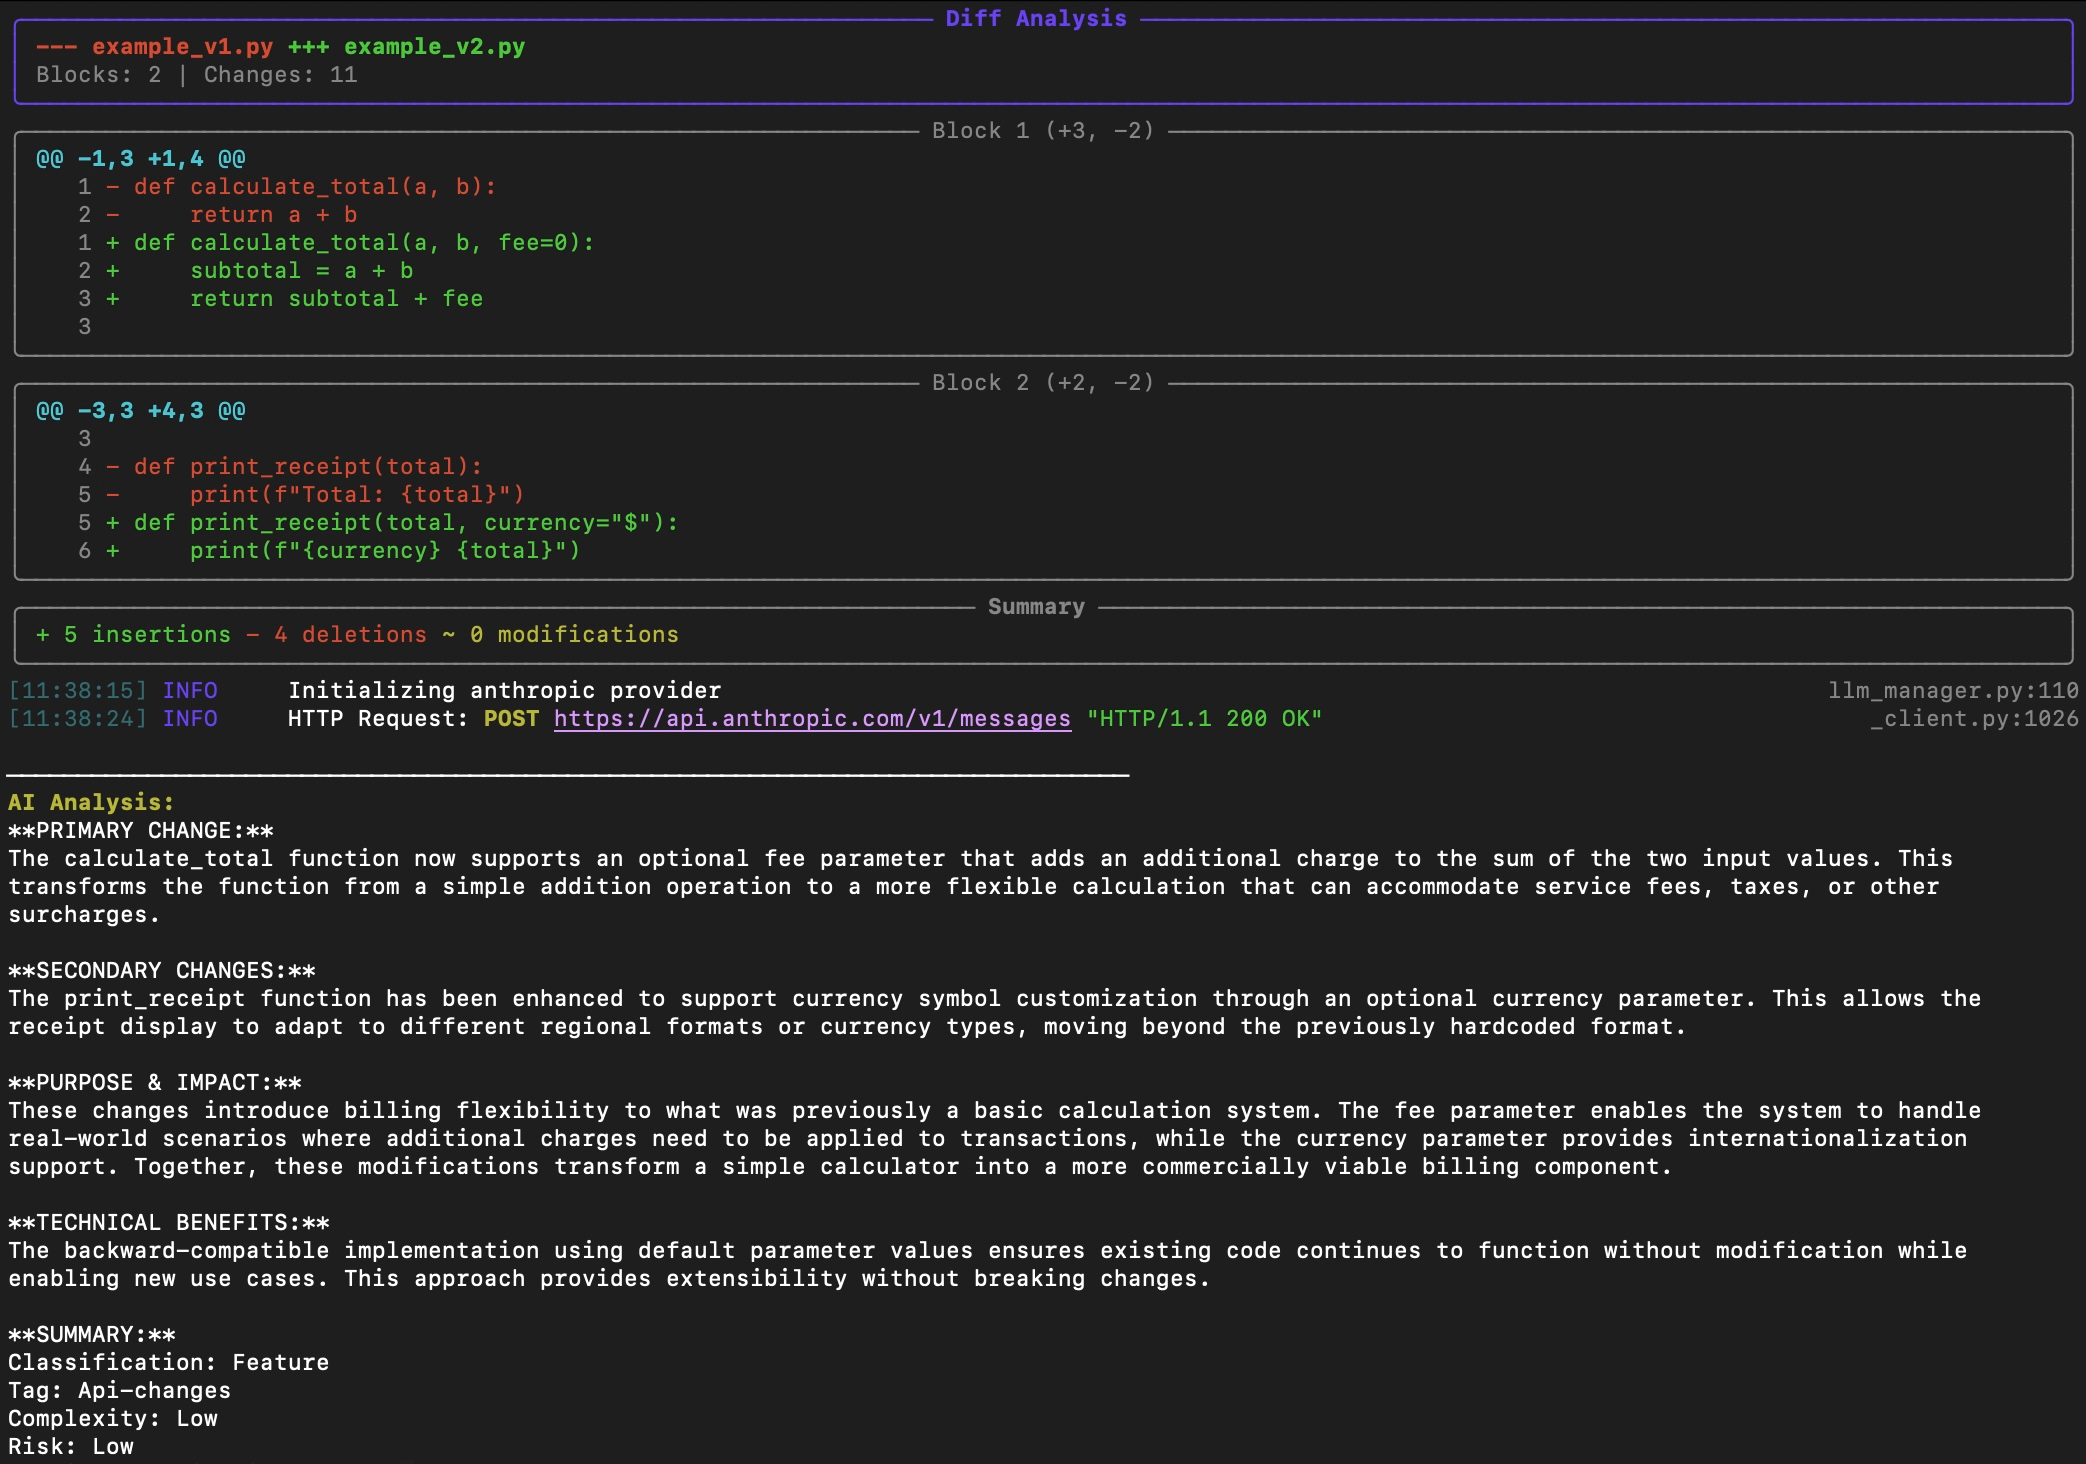 Diff Analysis
--- example_v1.py +++ example_v2.py
Blocks: 2 | Changes: 11
Block 1 (+3, -2)
@@ -1,3 +1,4 @@
1 - def calculate_total(a, b):
2 -     return a + b
1 + def calculate_total(a, b, fee=0):
2 +     subtotal = a + b
3 +     return subtotal + fee
3
Block 2 (+2, -2)
@@ -3,3 +4,3 @@
3
4 - def print_receipt(total):
5 -     print(f"Total: {total}")
5 + def print_receipt(total, currency="$"):
6 +     print(f"{currency} {total}")
Summary
+ 5 insertions - 4 deletions ~ 0 modifications
[11:38:15] INFO     Initializing anthropic provider     llm_manager.py:110
[11:38:24] INFO     HTTP Request: POST https://api.anthropic.com/v1/messages "HTTP/1.1 200 OK"     _client.py:1026
AI Analysis:
**PRIMARY CHANGE:**
The calculate_total function now supports an optional fee parameter that adds an additional charge to the sum of the two input values. This
transforms the function from a simple addition operation to a more flexible calculation that can accommodate service fees, taxes, or other
surcharges.
**SECONDARY CHANGES:**
The print_receipt function has been enhanced to support currency symbol customization through an optional currency parameter. This allows the
receipt display to adapt to different regional formats or currency types, moving beyond the previously hardcoded format.
**PURPOSE & IMPACT:**
These changes introduce billing flexibility to what was previously a basic calculation system. The fee parameter enables the system to handle
real-world scenarios where additional charges need to be applied to transactions, while the currency parameter provides internationalization
support. Together, these modifications transform a simple calculator into a more commercially viable billing component.
**TECHNICAL BENEFITS:**
The backward-compatible implementation using default parameter values ensures existing code continues to function without modification while
enabling new use cases. This approach provides extensibility without breaking changes.
**SUMMARY:**
Classification: Feature
Tag: Api-changes
Complexity: Low
Risk: Low